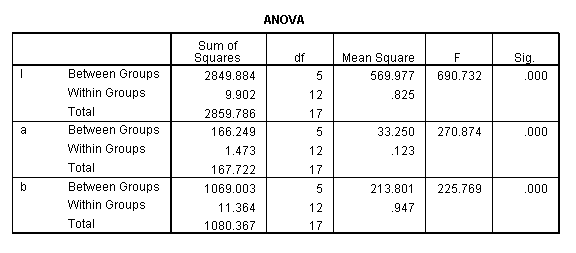 ANOVA
Sum of Squares df Mean Square F Sig.
l Between Groups 2849.884 5 569.977 690.732 .000
Within Groups 9.902 12 .825
Total 2859.786 17
a Between Groups 166.249 5 33.250 270.874 .000
Within Groups 1.473 12 .123
Total 167.722 17
b Between Groups 1069.003 5 213.801 225.769 .000
Within Groups 11.364 12 .947
Total 1080.367 17